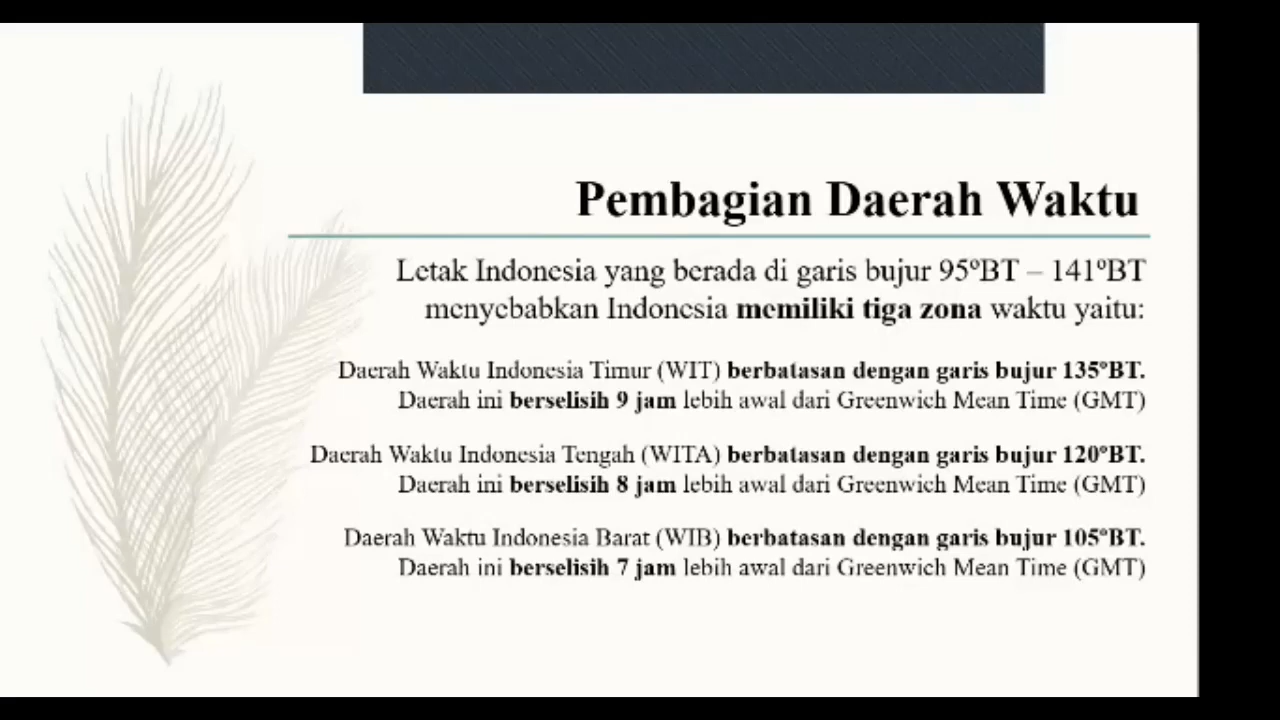 Pembagian Daerah Waktu
Letak Indonesia yang berada di garis bujur 95ºBT – 141ºBT
menyebabkan Indonesia memiliki tiga zona waktu yaitu:
Daerah Waktu Indonesia Timur (WIT) berbatasan dengan garis bujur 135ºBT.
Daerah ini berselisih 9 jam lebih awal dari Greenwich Mean Time (GMT)
Daerah Waktu Indonesia Tengah (WITA) berbatasan dengan garis bujur 120ºBT.
Daerah ini berselisih 8 jam lebih awal dari Greenwich Mean Time (GMT)
Daerah Waktu Indonesia Barat (WIB) berbatasan dengan garis bujur 105ºBT.
Daerah ini berselisih 7 jam lebih awal dari Greenwich Mean Time (GMT)